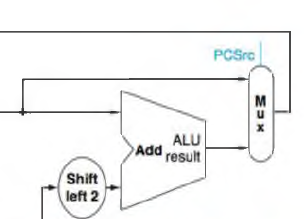 PCSrc
M
u
x
Add
ALU
result
Shift
left 2